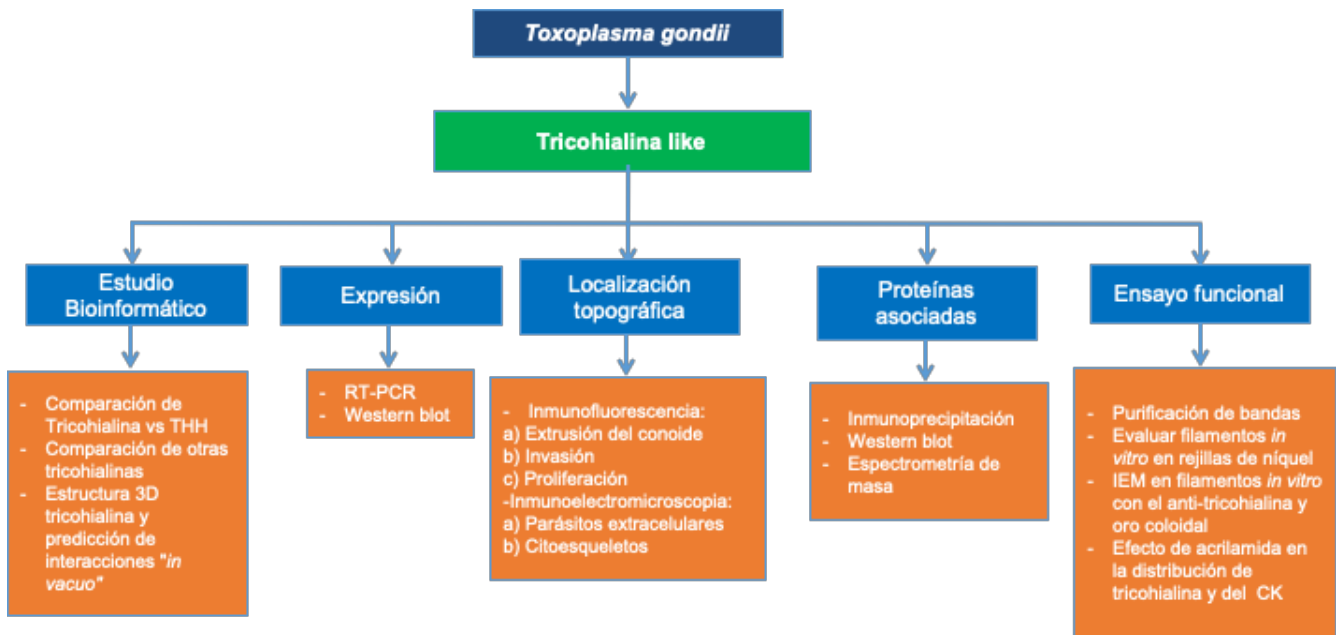 Toxoplasma gondii
Tricohialina like
Estudio
Bioinformático
Expresión
Localización
topográfica
Proteínas
asociadas
Ensayo funcional
- Comparación de
Tricohialina vs THH
- Comparación de otras
tricohialinas
- Estructura 3D
tricohialina y
predicción de
interacciones "in
vacuo"
- RT-PCR
- Western blot
- Inmunofluorescencia:
a) Extrusión del conoide
b) Invasión
c) Proliferación
-Inmunoelectromicroscopia:
a) Parásitos extracelulares
b) Citoesqueletos
- Inmunoprecipitación
- Western blot
- Espectrometría de
masa
- Purificación de bandas
- Evaluar filamentos in
vitro en rejillas de níquel
- IEM en filamentos in vitro
con el anti-tricohialina y
oro coloidal
- Efecto de acrilamida en
la distribución de
tricohialina y del CK